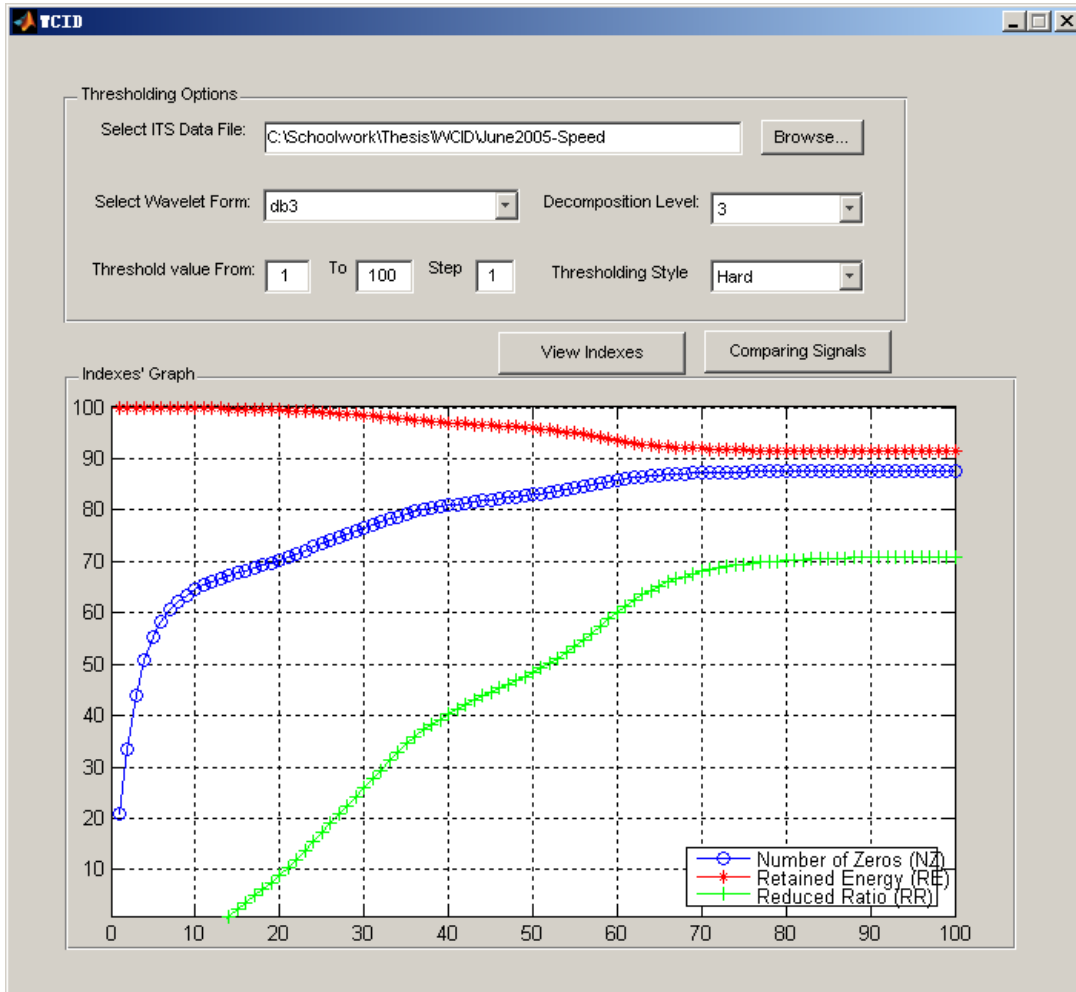 WCID
Thresholding Options
Select ITS Data File: C:\Schoolwork\Thesis\WCID\June2005-Speed Browse...
Select Wavelet Form: db3 Decomposition Level: 3
Threshold value From: 1 To 100 Step 1 Thresholding Style Hard
View Indexes Comparing Signals
Indexes' Graph
100
90
80
70
60
50
40
30
20
10
Number of Zeros (NZ)
Retained Energy (RE)
Reduced Ratio (RR)
0 10 20 30 40 50 60 70 80 90 100